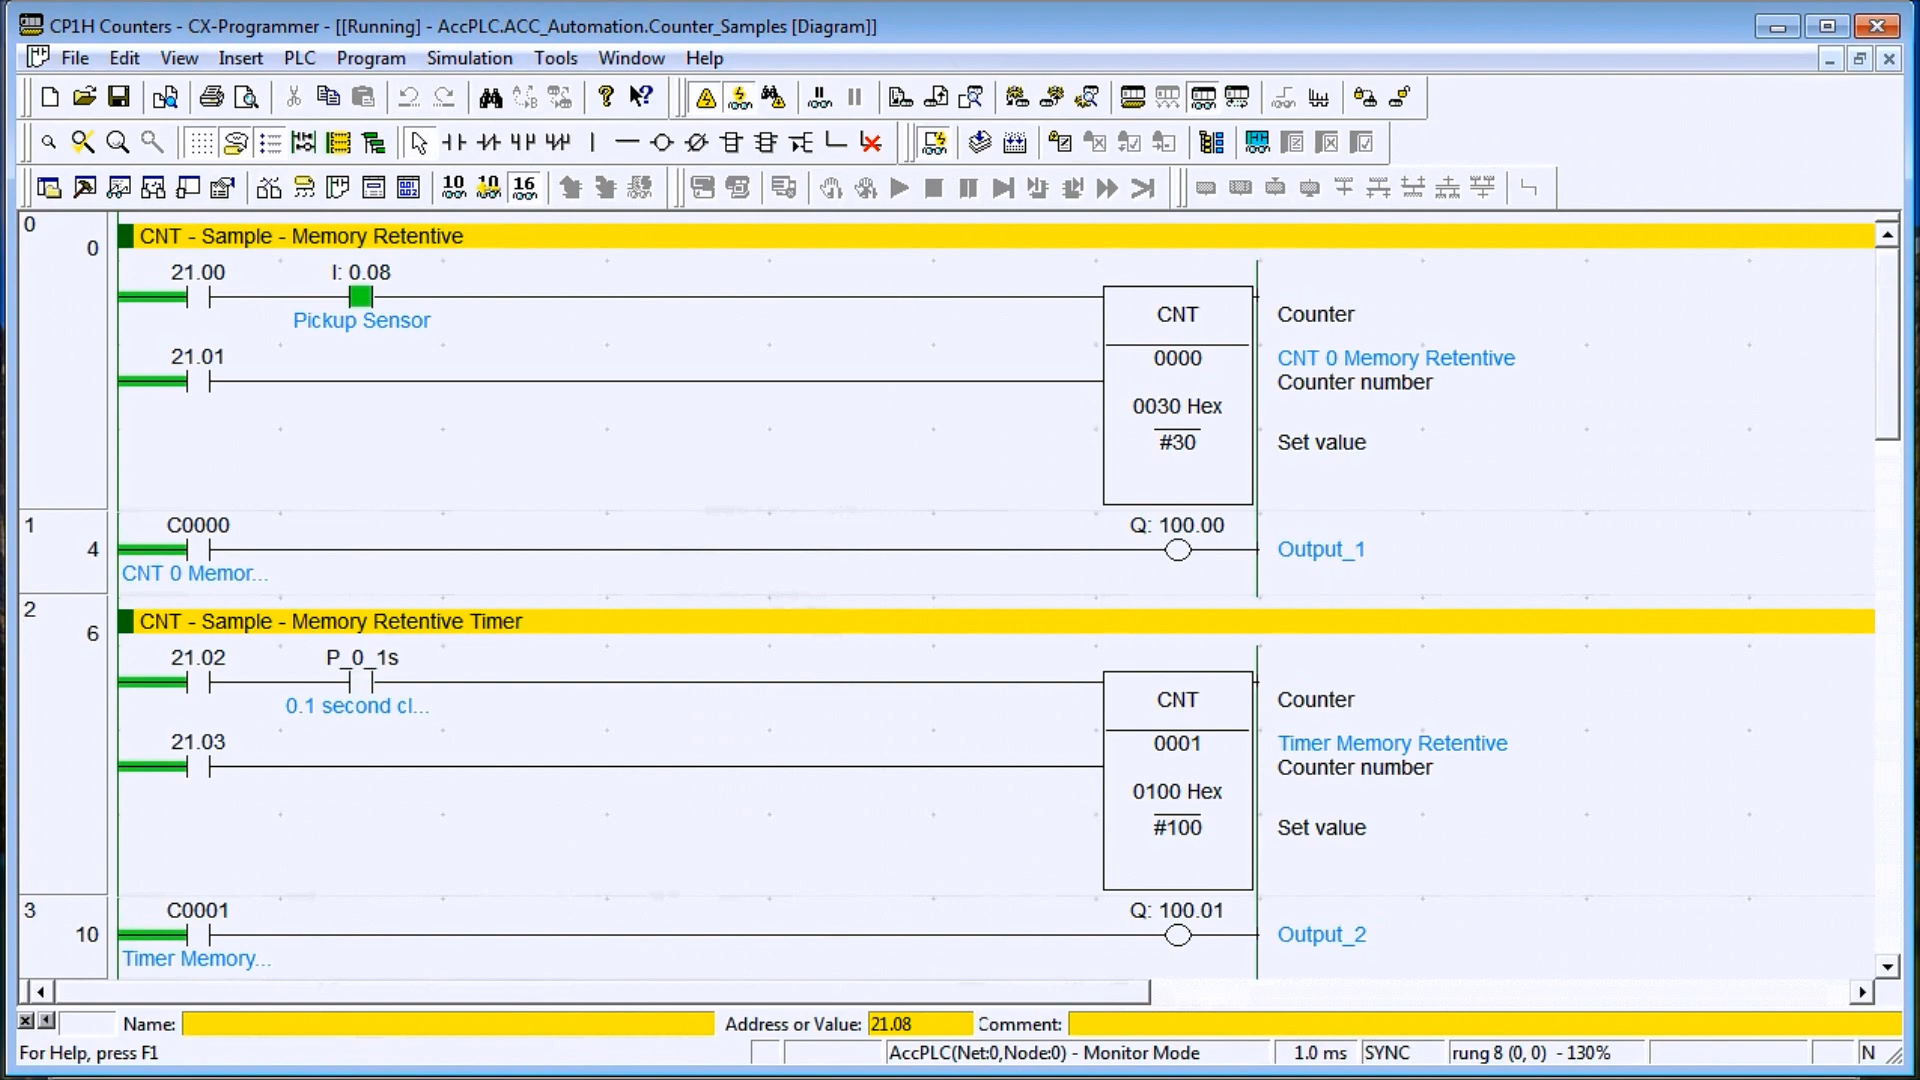 CP1H Counters - CX-Programmer - [[Running] - AccPLC.ACC_Automation.Counter_Samples [Diagram]]
File Edit View Insert PLC Program Simulation Tools Window Help
10 10 16
0
0
CNT - Sample - Memory Retentive
21.00 I: 0.08
Pickup Sensor
CNT Counter
21.01
0000 CNT 0 Memory Retentive
Counter number
0030 Hex
#30 Set value
1
4
C0000 Q: 100.00
Output_1
CNT 0 Memor...
2
6
CNT - Sample - Memory Retentive Timer
21.02 P_0_1s
0.1 second cl...
CNT Counter
21.03
0001 Timer Memory Retentive
Counter number
0100 Hex
#100 Set value
3
10
C0001 Q: 100.01
Output_2
Timer Memory...
Name: Address or Value: 21.08 Comment:
For Help, press F1 AccPLC(Net:0,Node:0) - Monitor Mode 1.0 ms SYNC rung 8 (0, 0) - 130% N